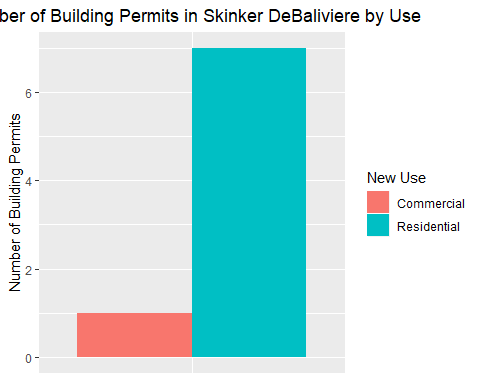 ber of Building Permits in Skinker DeBaliviere by Use
Number of Building Permits
6
4
2
0
New Use
Commercial
Residential